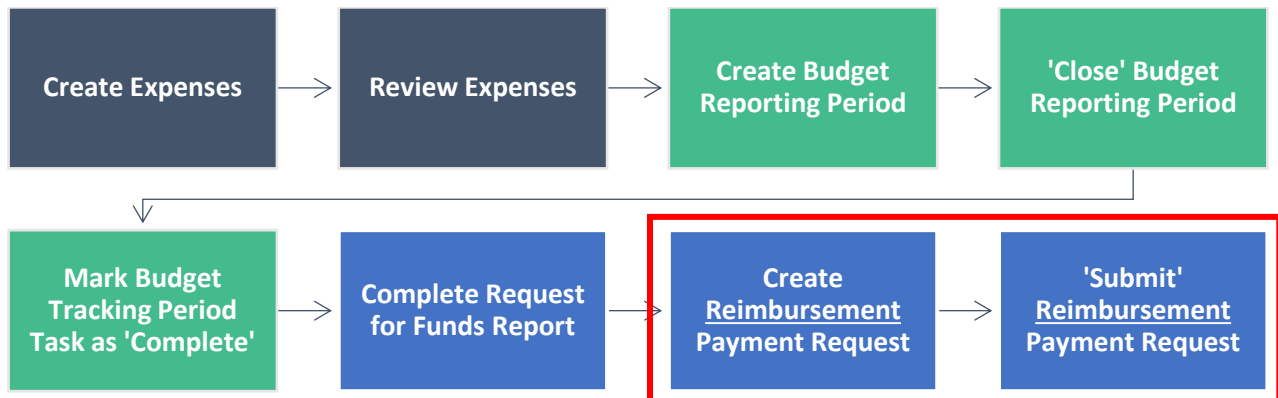 Create Expenses
Review Expenses
Create Budget
Reporting Period
'Close' Budget
Reporting Period
Mark Budget
Tracking Period
Task as 'Complete'
Complete Request
for Funds Report
Create
Reimbursement
Payment Request
'Submit'
Reimbursement
Payment Request